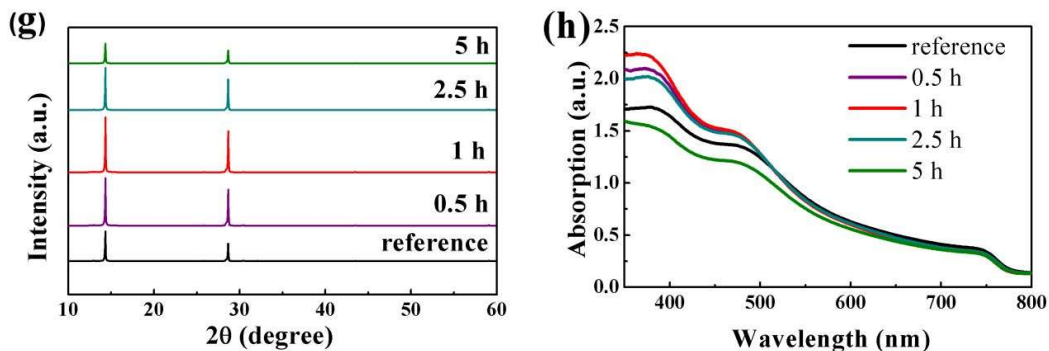 (g)
5 h
2.5 h
1 h
0.5 h
reference
Intensity (a.u.)
10 20 30 40 50 60
2θ (degree)
(h)
2.5
2.0
1.5
1.0
0.5
0.0
Absorption (a.u.)
reference
0.5 h
1 h
2.5 h
5 h
400 500 600 700 800
Wavelength (nm)